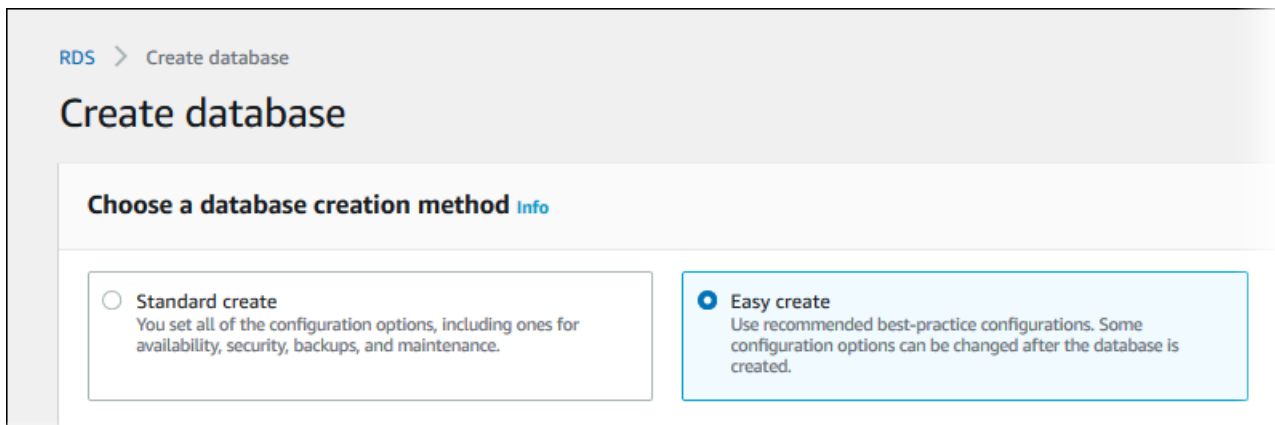 RDS > Create database
Create database
Choose a database creation method Info
Standard create
You set all of the configuration options, including ones for
availability, security, backups, and maintenance.
Easy create
Use recommended best-practice configurations. Some
configuration options can be changed after the database is
created.